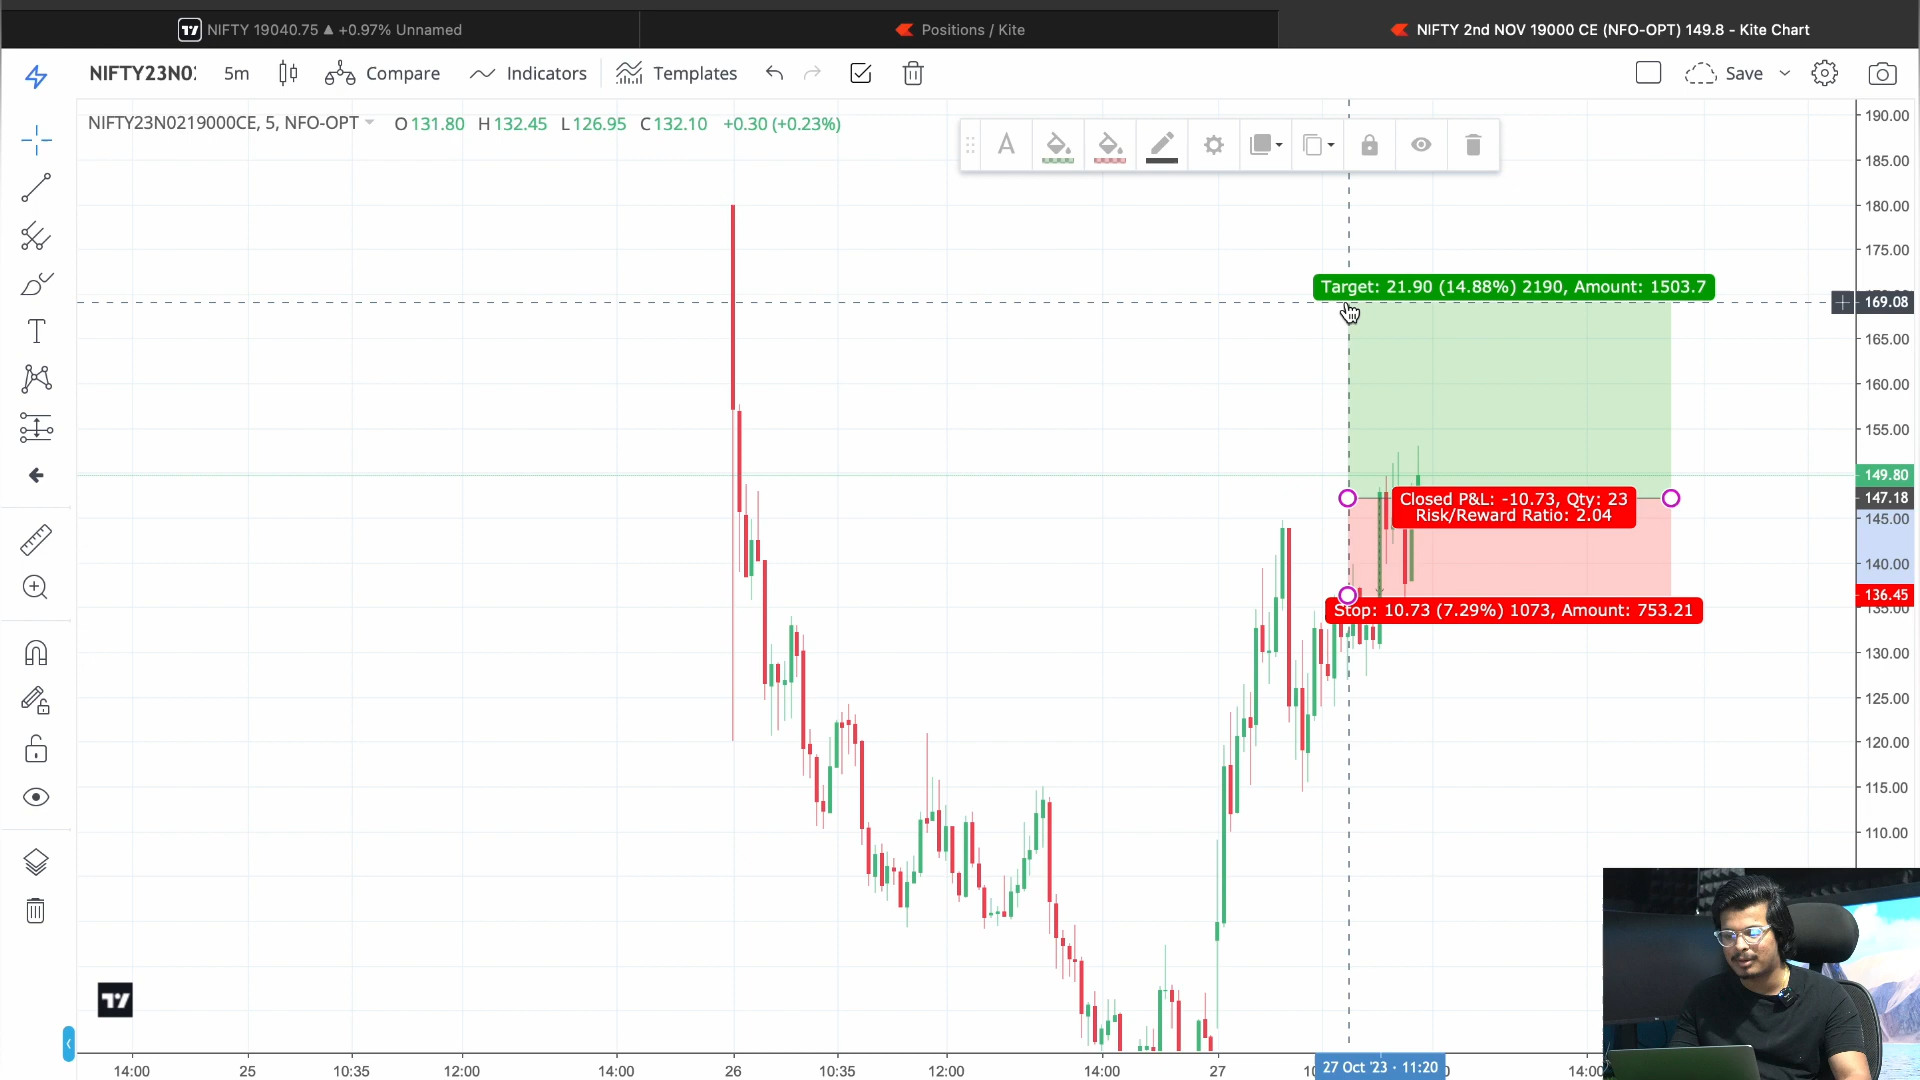 NIFTY 19040.75 ▲ +0.97% Unnamed
Positions / Kite
NIFTY 2nd NOV 19000 CE (NFO-OPT) 149.8 - Kite Chart
NIFTY23N0
5m
Compare
Indicators
Templates
Save
NIFTY23N0219000CE, 5, NFO-OPT O131.80 H132.45 L126.95 C132.10 +0.30 (+0.23%)
190.00
185.00
180.00
175.00
Target: 21.90 (14.88%) 2190, Amount: 1503.7
169.08
165.00
160.00
155.00
149.80
147.18
Closed P&L: -10.73, Qty: 23
Risk/Reward Ratio: 2.04
145.00
140.00
136.45
135.00
Stop: 10.73 (7.29%) 1073, Amount: 753.21
130.00
125.00
120.00
115.00
110.00
14:00 25 10:35 12:00 14:00 26 10:35 12:00 14:00 27 27 Oct '23 · 11:20 14:00